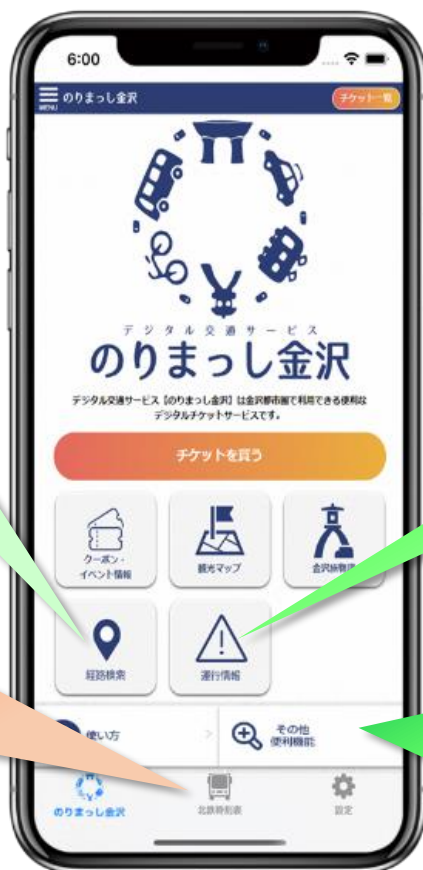 6:00
MENU
のりまっし金沢
チケット一覧
デジタル交通サービス
のりまっし金沢
デジタル交通サービス【のりまっし金沢】は金沢都市圏で利用できる便利な
デジタルチケットサービスです。
チケットを買う
クーポン・
イベント情報
観光マップ
金沢旅物語
経路検索
運行情報
使い方
その他
便利機能
のりまっし金沢
北鉄時刻表
設定